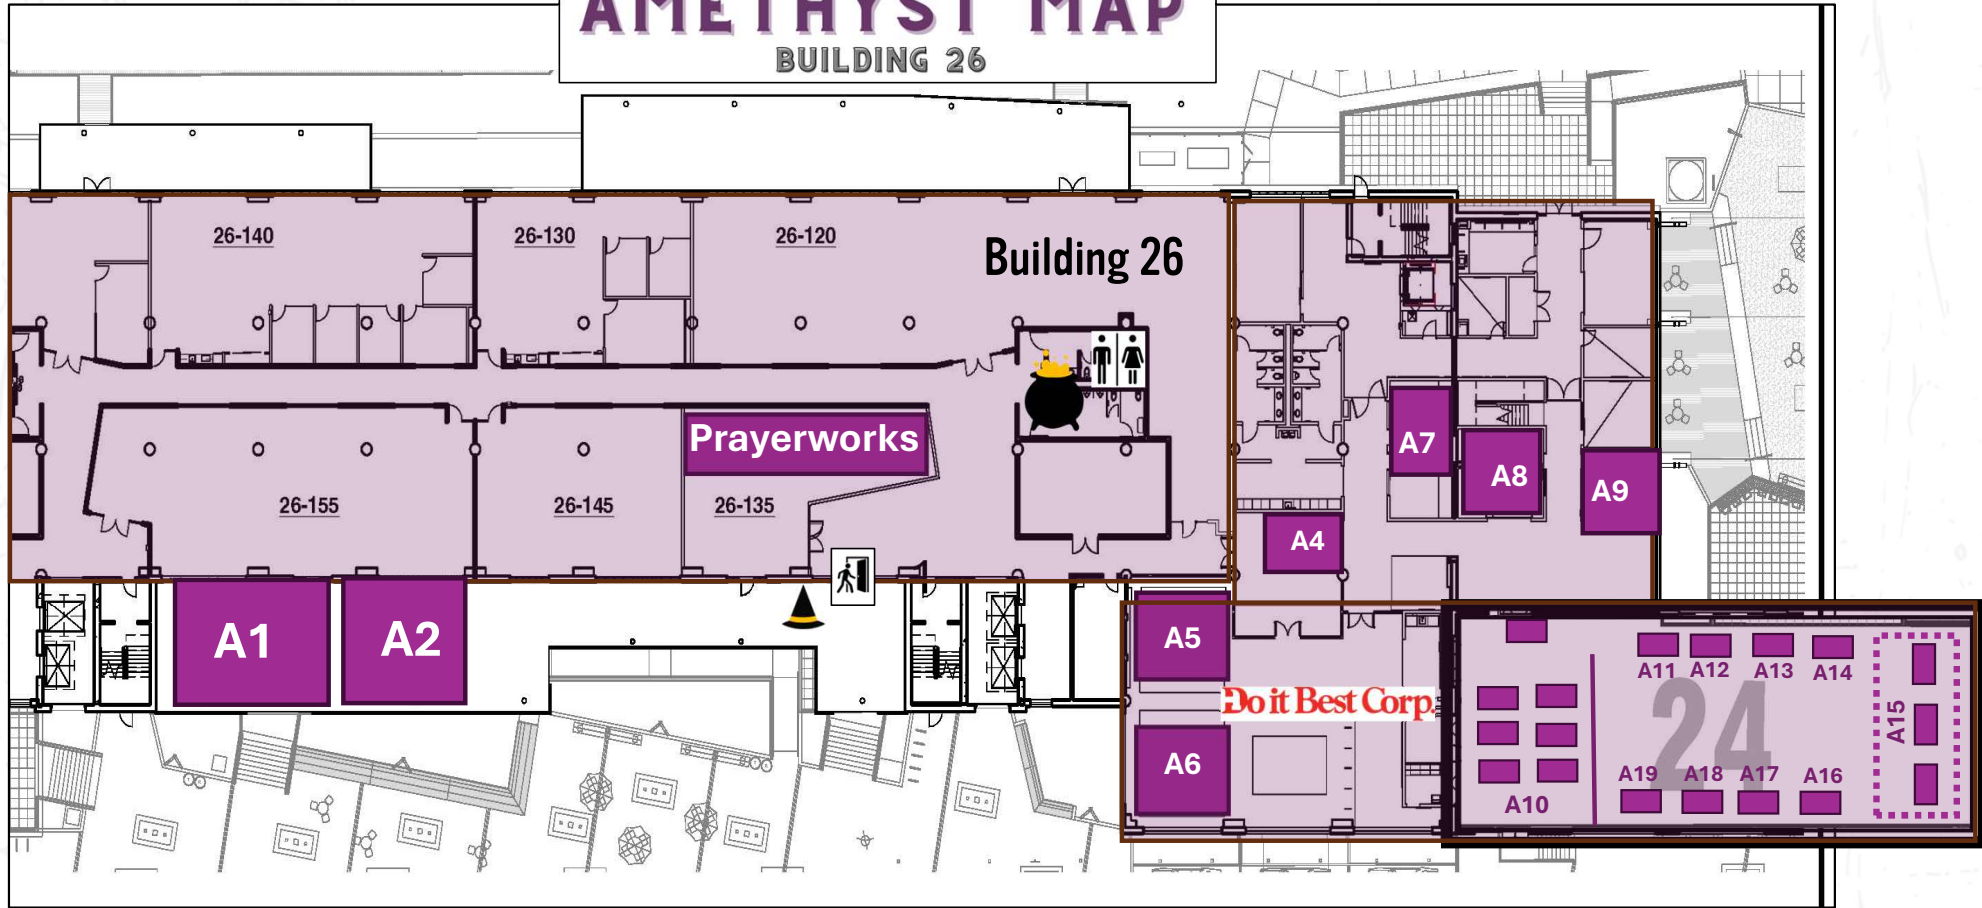 AMETHYST MAP
BUILDING 26
26-140
26-130
26-120
Building 26
Prayerworks
26-155
26-145
26-135
A7
A8
A9
A4
A1
A2
A5
Do it Best Corp.
A6
A11
A12
A13
A14
24
A15
A19
A18
A17
A16
A10